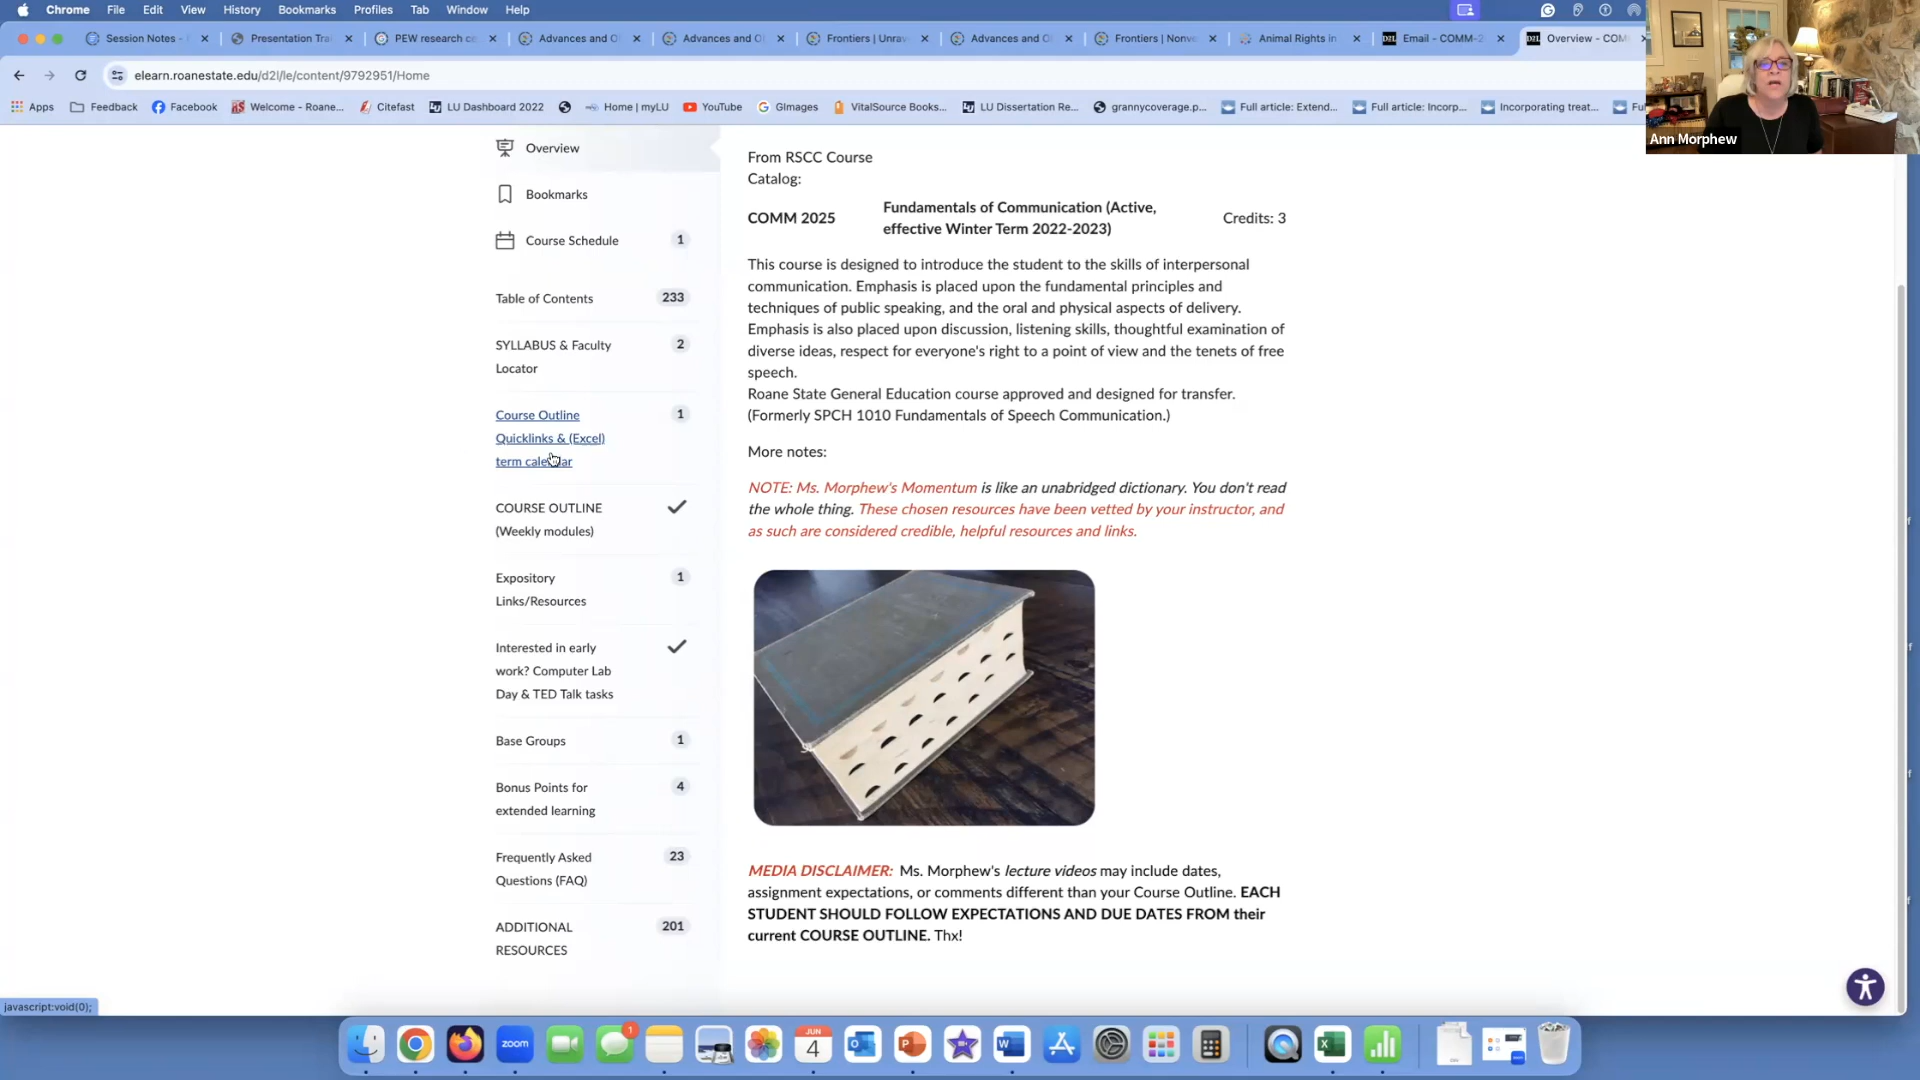 Chrome File Edit View History Bookmarks Profiles Tab Window Help
Session Notes - Presentation Trai PEW research ce Advances and O Advances and O Frontiers | Unrav Advances and O Frontiers | Nonv Animal Rights in D2L Email - COMM-2 D2L Overview - COM
elearn.roanestate.edu/d2l/le/content/9792951/Home
Apps Feedback Facebook Welcome - Roane... Citefast LU Dashboard 2022 Home | myLU YouTube GImages VitalSource Books... LU Dissertation Re... grannycoverage.p... Full article: Extend... Full article: Incorp... Incorporating treat...
Ann Morphew
Overview
Bookmarks
Course Schedule 1
Table of Contents 233
SYLLABUS & Faculty 2
Locator
Course Outline 1
Quicklinks & (Excel)
term calendar
COURSE OUTLINE
(Weekly modules)
Expository 1
Links/Resources
Interested in early
work? Computer Lab
Day & TED Talk tasks
Base Groups 1
Bonus Points for 4
extended learning
Frequently Asked 23
Questions (FAQ)
ADDITIONAL 201
RESOURCES
From RSCC Course
Catalog:
COMM 2025
Fundamentals of Communication (Active,
effective Winter Term 2022-2023)
Credits: 3
This course is designed to introduce the student to the skills of interpersonal
communication. Emphasis is placed upon the fundamental principles and
techniques of public speaking, and the oral and physical aspects of delivery.
Emphasis is also placed upon discussion, listening skills, thoughtful examination of
diverse ideas, respect for everyone's right to a point of view and the tenets of free
speech.
Roane State General Education course approved and designed for transfer.
(Formerly SPCH 1010 Fundamentals of Speech Communication.)
More notes:
NOTE: Ms. Morphew's Momentum is like an unabridged dictionary. You don't read
the whole thing. These chosen resources have been vetted by your instructor, and
as such are considered credible, helpful resources and links.
MEDIA DISCLAIMER: Ms. Morphew's lecture videos may include dates,
assignment expectations, or comments different than your Course Outline. EACH
STUDENT SHOULD FOLLOW EXPECTATIONS AND DUE DATES FROM their
current COURSE OUTLINE. Thx!
javascript:void(0);
zoom
1
JUN
4